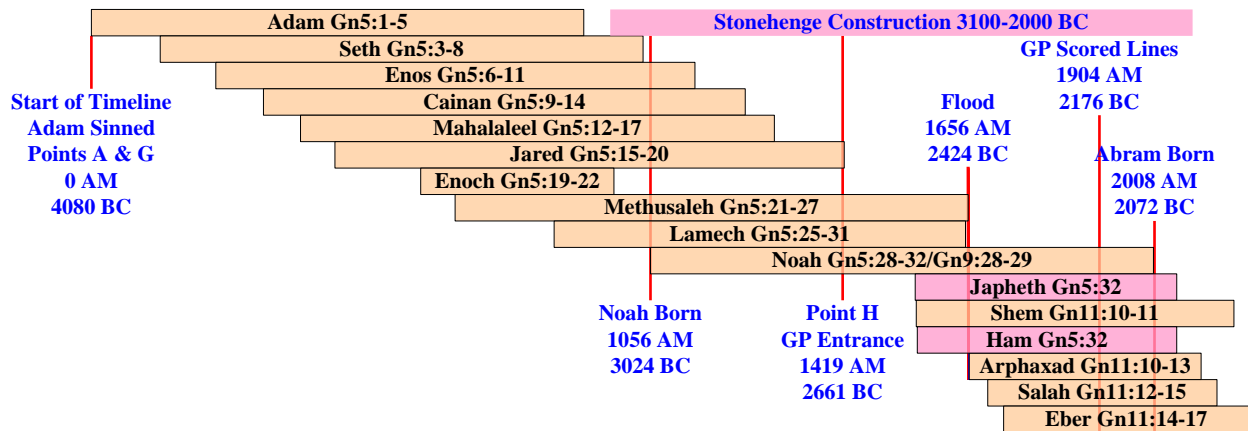 Adam Gn5:1-5
Stonehenge Construction 3100-2000 BC
Seth Gn5:3-8
GP Scored Lines
1904 AM
2176 BC
Enos Gn5:6-11
Start of Timeline
Adam Sinned
Points A & G
0 AM
4080 BC
Cainan Gn5:9-14
Flood
1656 AM
2424 BC
Mahalaleel Gn5:12-17
Jared Gn5:15-20
Abram Born
2008 AM
2072 BC
Enoch Gn5:19-22
Methusaleh Gn5:21-27
Lamech Gn5:25-31
Noah Gn5:28-32/Gn9:28-29
Japheth Gn5:32
Noah Born
1056 AM
3024 BC
Point H
GP Entrance
1419 AM
2661 BC
Shem Gn11:10-11
Ham Gn5:32
Arphaxad Gn11:10-13
Salah Gn11:12-15
Eber Gn11:14-17